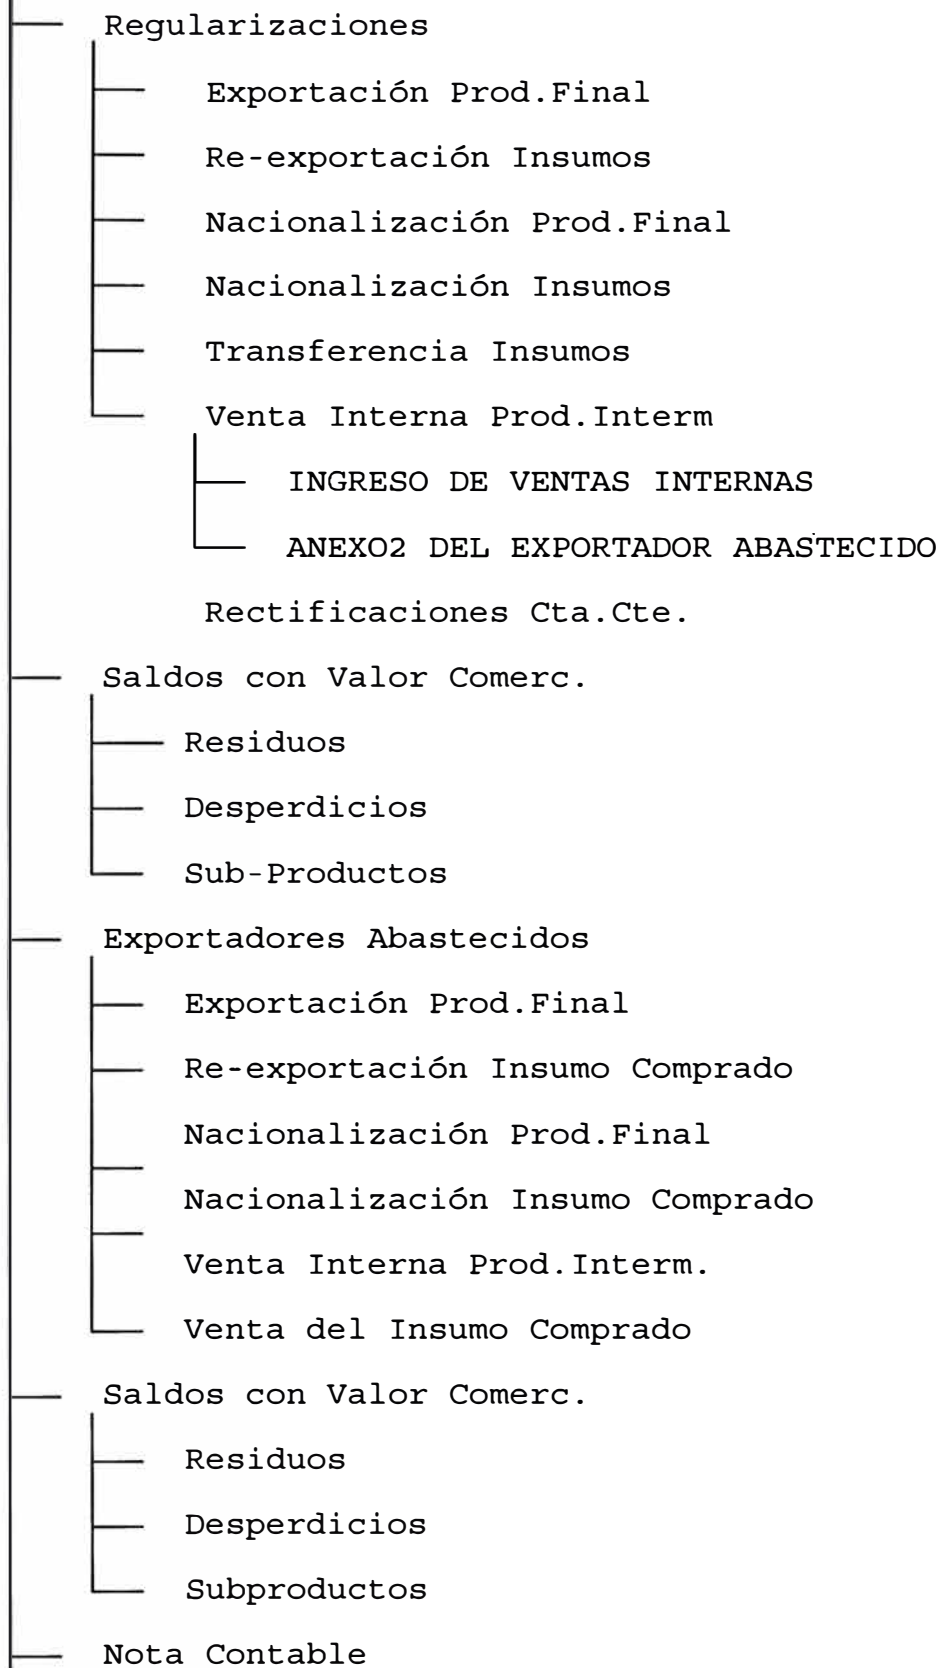 Regularizaciones
Exportación Prod.Final
Re-exportación Insumos
Nacionalización Prod.Final
Nacionalización Insumos
Transferencia Insumos
Venta Interna Prod.Interm
INGRESO DE VENTAS INTERNAS
ANEXO2 DEL EXPORTADOR ABASTECIDO
Rectificaciones Cta.Cte.
Saldos con Valor Comerc.
Residuos
Desperdicios
Sub-Productos
Exportadores Abastecidos
Exportación Prod.Final
Re-exportación Insumo Comprado
Nacionalización Prod.Final
Nacionalización Insumo Comprado
Venta Interna Prod.Interm.
Venta del Insumo Comprado
Saldos con Valor Comerc.
Residuos
Desperdicios
Subproductos
Nota Contable